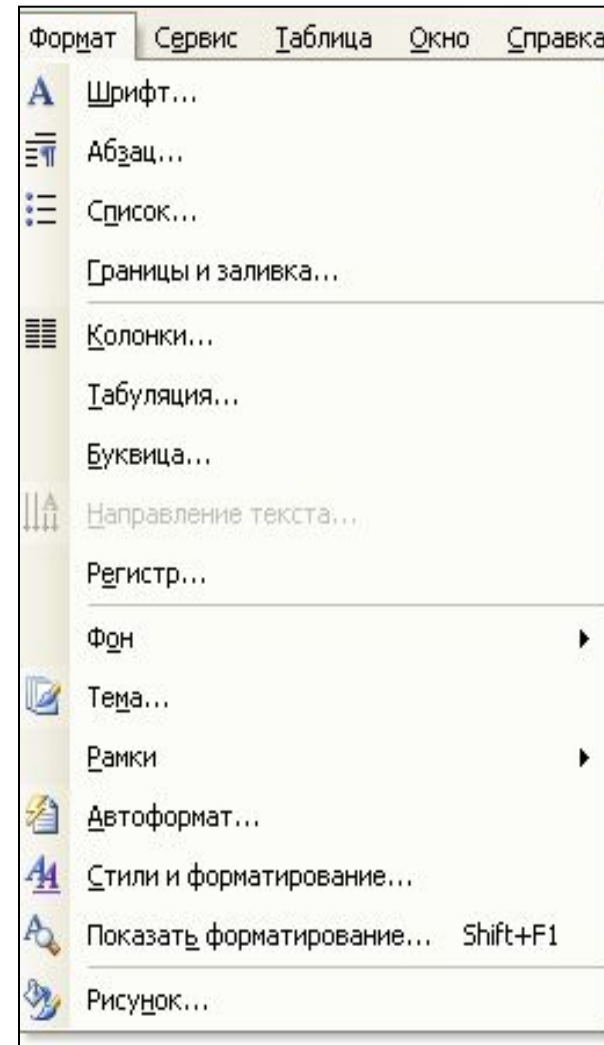 Формат Сервис Таблица Окно Справка
Шрифт...
Абзац...
Список...
Границы и заливка...
Колонки...
Табуляция...
Буквица...
Направление текста...
Регистр...
Фон
Тема...
Рамки
Автоформат...
Стили и форматирование...
Показать форматирование... Shift+F1
Рисунок...